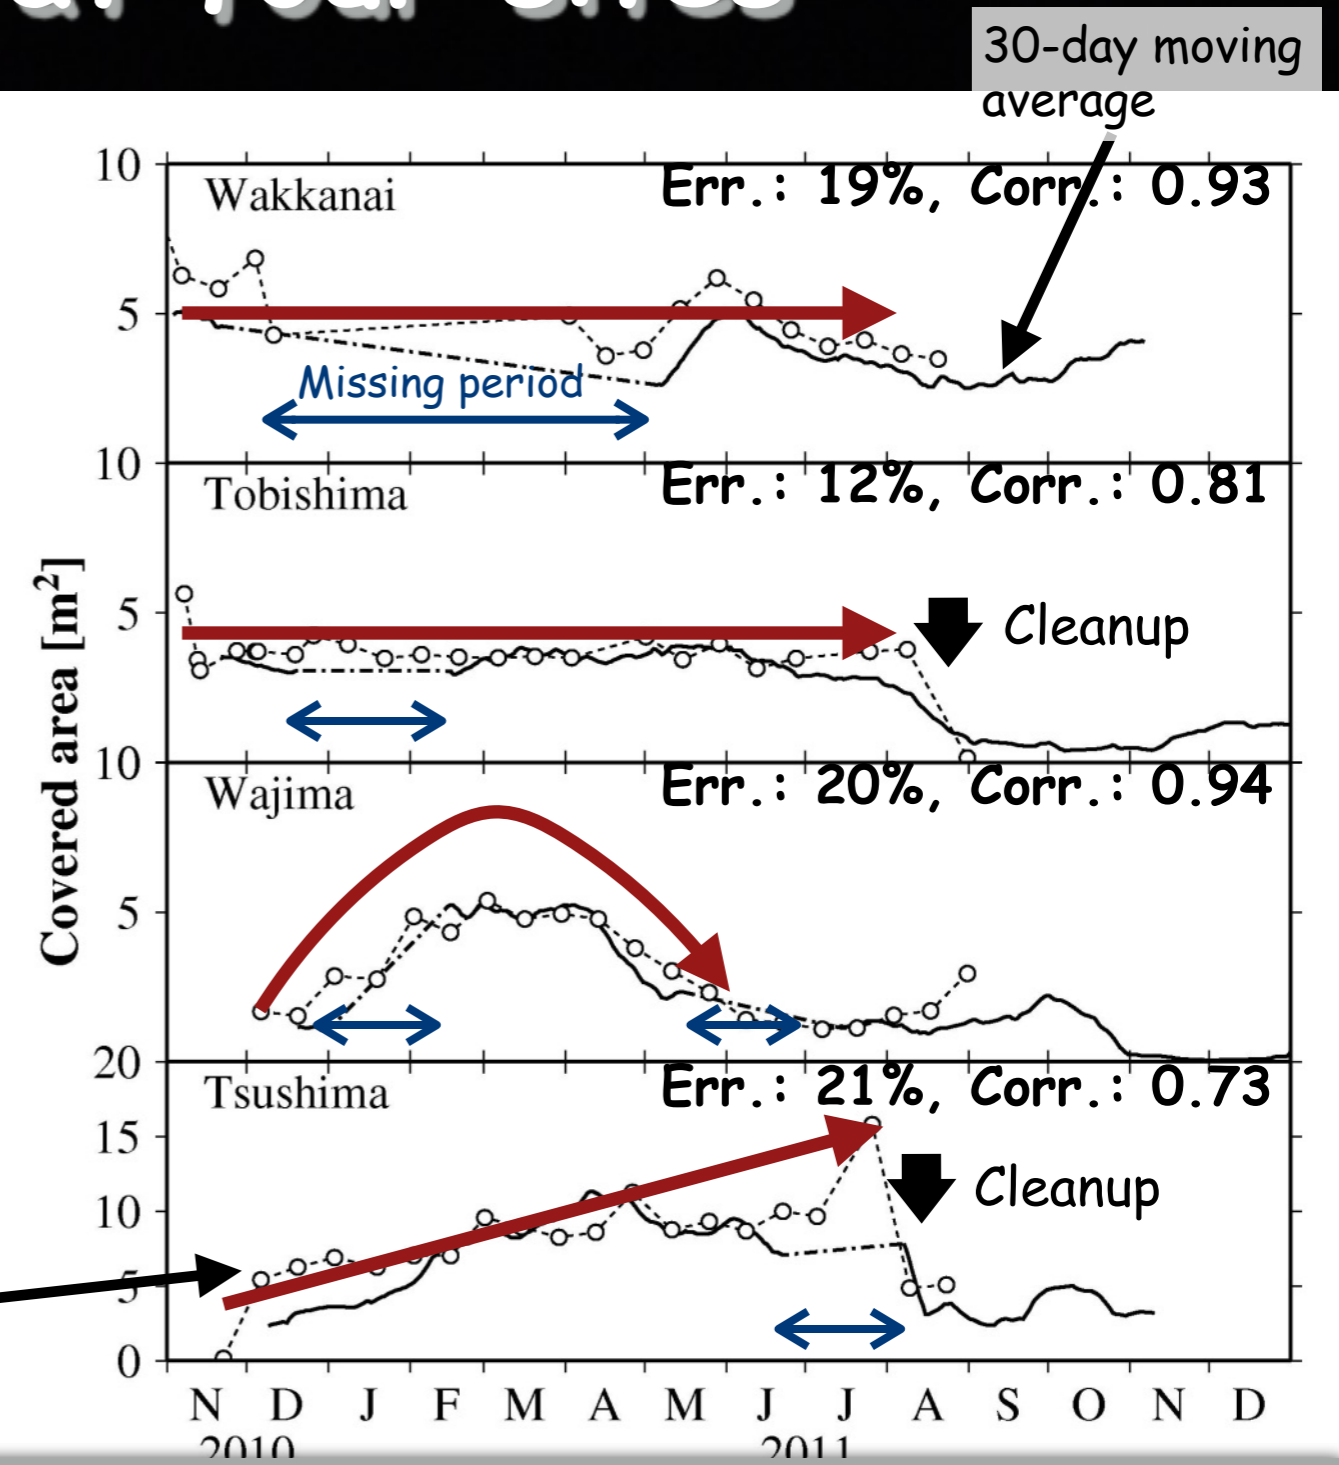 your sites
30-day moving
average
10
Wakkanai
Err.: 19%, Corr.: 0.93
5
Missing period
10
Tobishima
Err.: 12%, Corr.: 0.81
5
Cleanup
Covered area [m²]
10
Wajima
Err.: 20%, Corr.: 0.94
5
20
Tsushima
Err.: 21%, Corr.: 0.73
15
Cleanup
10
5
0
N D J F M A M J J A S O N D
2010 2011